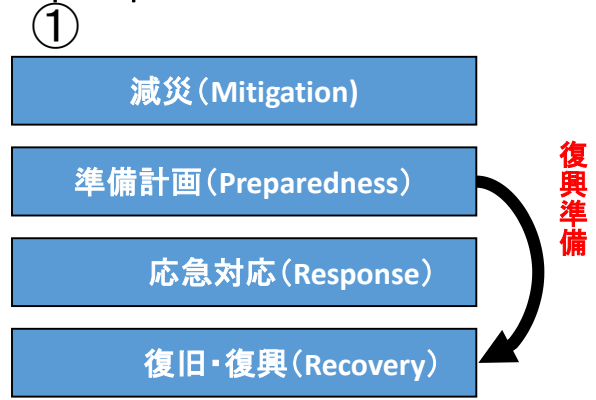 ①
減災（Mitigation)
準備計画（Preparedness）
応急対応（Response）
復旧・復興（Recovery）
復興準備